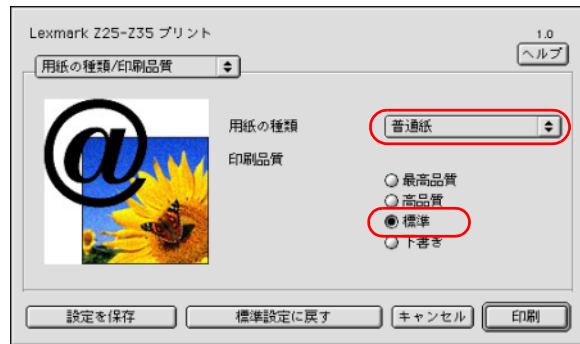 Lexmark Z25-Z35 プリント
1.0
ヘルプ
用紙の種類/印刷品質
用紙の種類
普通紙
印刷品質
最高品質
高品質
標準
下書き
設定を保存
標準設定に戻す
キャンセル
印刷